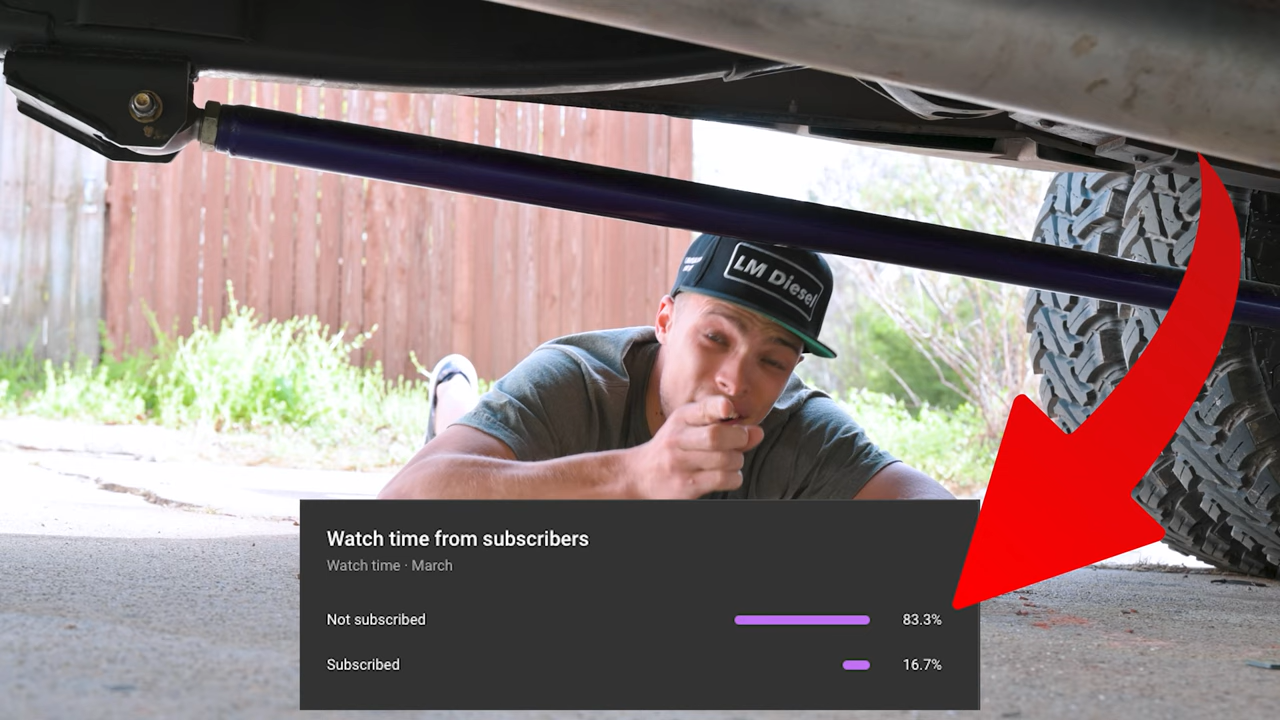 LM Diesel
Watch time from subscribers
Watch time · March
Not subscribed 83.3%
Subscribed 16.7%